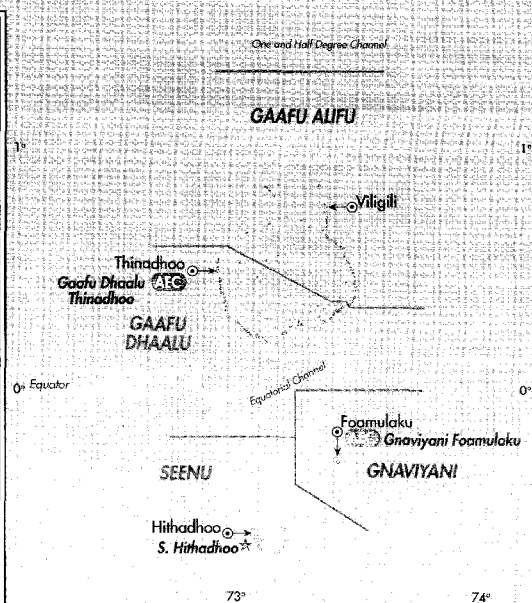 One and Half Degree Channel
GAAFU ALIFU
1° 1°
Viligili
Thinadhoo
Gaafu Dhaalu AEC
Thinadhoo
GAAFU
DHAALU
0° Equator 0°
Equatorial Channel
Foamulaku
Gnaviyani Foamulaku
SEENU
GNAVIYANI
Hithadhoo
S. Hithadhoo
73° 74°